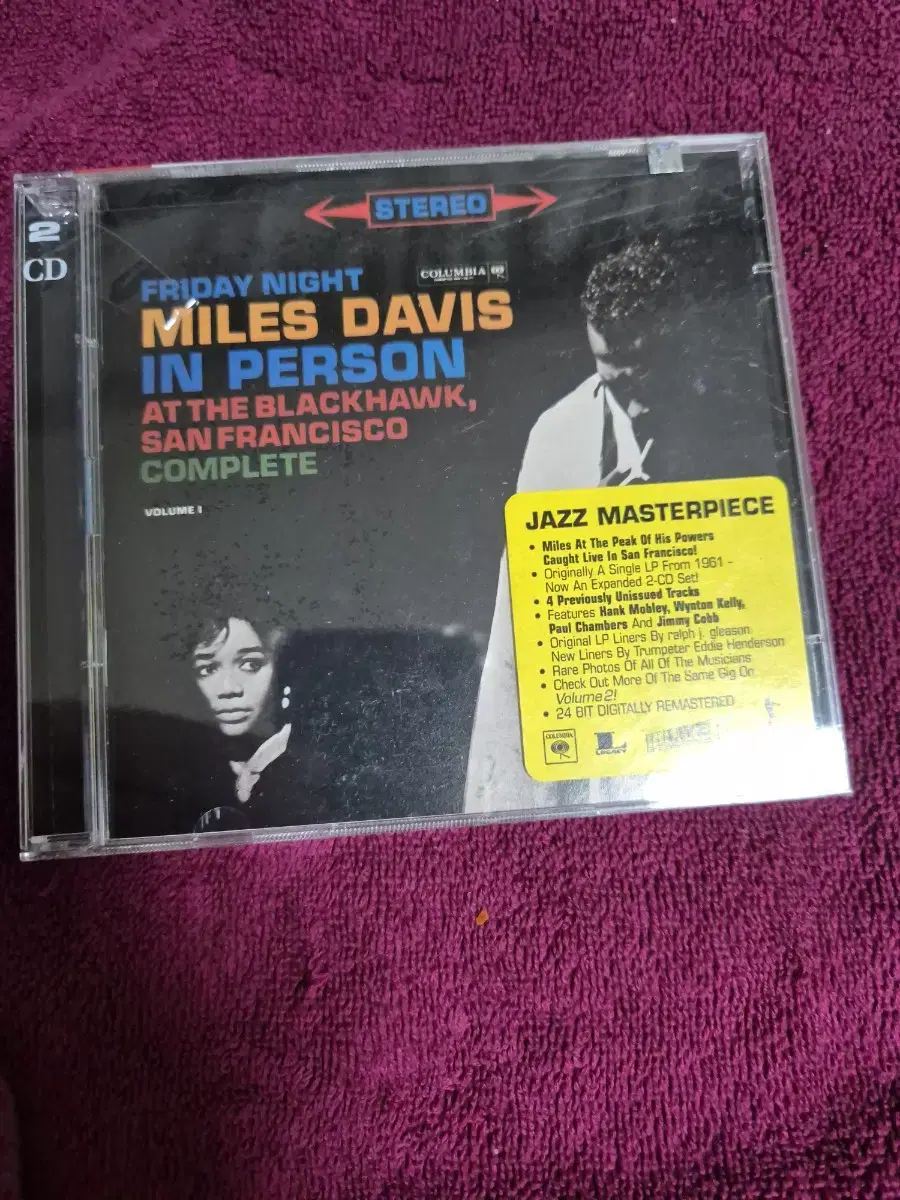 2
CD
STEREO
COLUMBIA
FRIDAY NIGHT
MILES DAVIS
IN PERSON
AT THE BLACKHAWK,
SAN FRANCISCO
COMPLETE
VOLUME I
JAZZ MASTERPIECE
• Miles At The Peak Of His Powers
Caught Live In San Francisco!
• Originally A Single LP From 1961 -
Now An Expanded 2-CD Set!
• 4 Previously Unissued Tracks
• Features Hank Mobley, Wynton Kelly,
Paul Chambers And Jimmy Cobb
• Original LP Liners By ralph j. gleason;
New Liners By Trumpeter Eddie Henderson
• Rare Photos Of All Of The Musicians
• Check Out More Of The Same Gig On
Volume 2!
• 24 BIT DIGITALLY REMASTERED
COLUMBIA
LEGACY